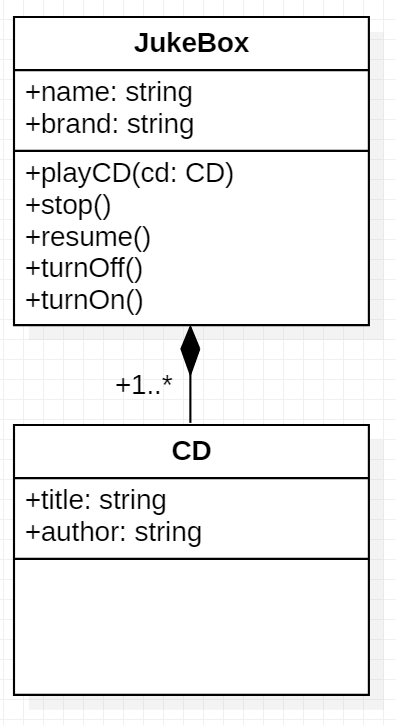 JukeBox
+name: string
+brand: string
+playCD(cd: CD)
+stop()
+resume()
+turnOff()
+turnOn()
+1..*
CD
+title: string
+author: string